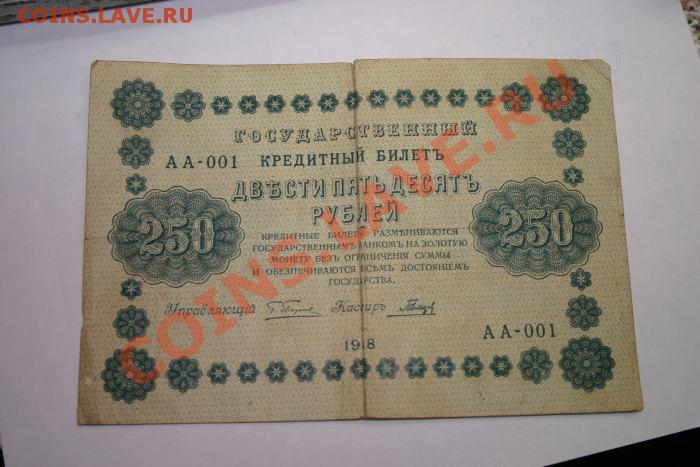 COINS.LAVE.RU
ГОСУДАРСТВЕННЫЙ
АА-001 КРЕДИТНЫЙ БИЛЕТЪ
ДВѢСТИ ПЯТЬДЕСЯТЪ
РУБЛЕЙ
250 250
КРЕДИТНЫЕ БИЛЕТЫ РАЗМѢНИВАЮТСЯ
ГОСУДАРСТВЕННЫМЪ БАНКОМЪ НА ЗОЛОТУЮ
МОНЕТУ БЕЗЪ ОГРАНИЧЕНІЯ СУММЫ
И ОБЕЗПЕЧИВАЮТСЯ ВСѢМЪ ДОСТОЯНІЕМЪ
ГОСУДАРСТВА.
Управляющій Кассиръ
АА-001
1918
COINS.LAVE.RU